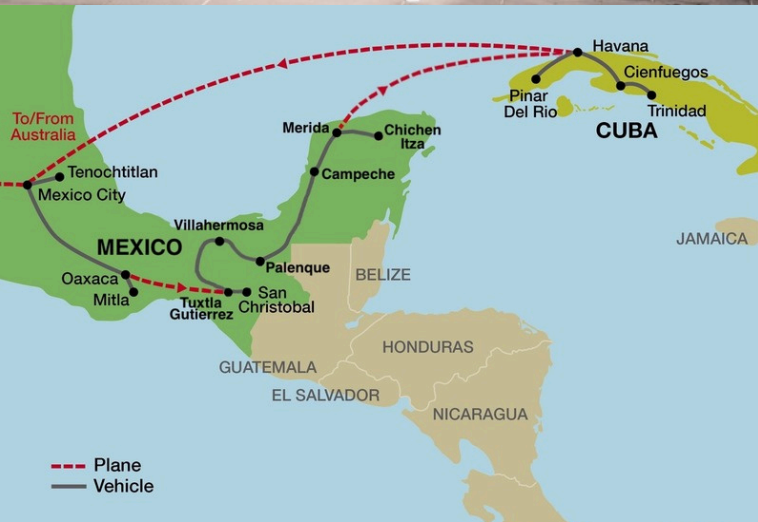 Havana
Cienfuegos
Pinar
Del Rio
Trinidad
CUBA
To/From
Australia
Merida
Chichen
Itza
Tenochtitlan
Campeche
Mexico City
Villahermosa
MEXICO
JAMAICA
Palenque
BELIZE
Oaxaca
Mitla
Tuxtla
Gutierrez
San
Christobal
HONDURAS
GUATEMALA
EL SALVADOR
NICARAGUA
Plane
Vehicle